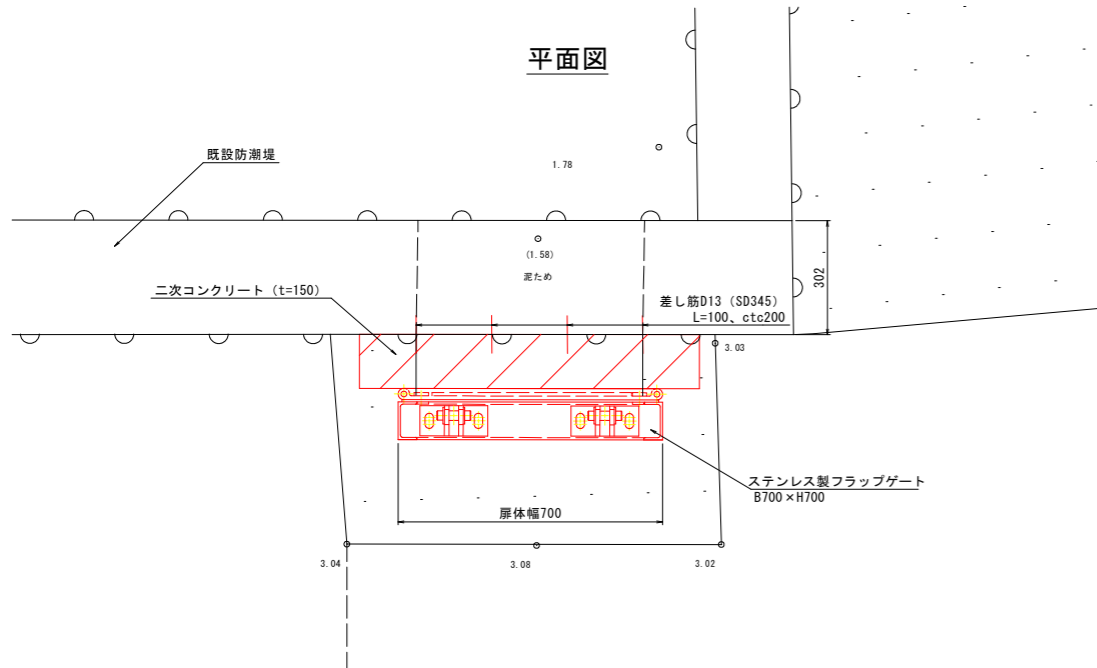 平面図
1.78
既設防潮堤
(1.58)
泥ため
302
二次コンクリート（t=150）
差し筋D13（SD345）
L=100、ctc200
3.03
ステンレス製フラップゲート
B700×H700
扉体幅700
3.04
3.08
3.02